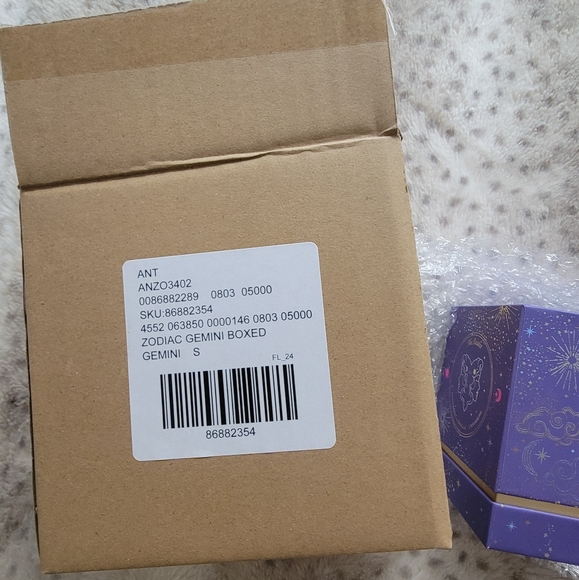 ANT
ANZO3402
0086882289 0803 05000
SKU:86882354
4552 063850 0000146 0803 05000
ZODIAC GEMINI BOXED
GEMINI S
FL_24
86882354